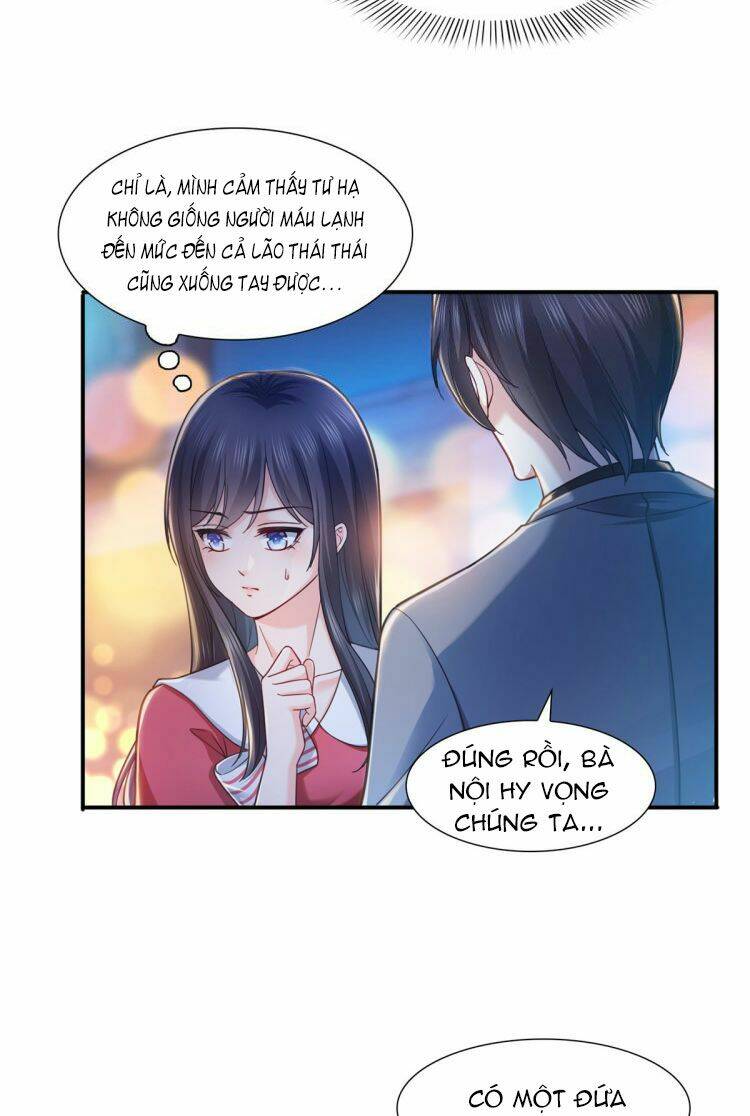 CHỈ LÀ, MÌNH CẢM THẤY TƯ HẠ
KHÔNG GIỐNG NGƯỜI MÁU LẠNH
ĐẾN MỨC ĐẾN CẢ LÃO THÁI THÁI
CŨNG XUỐNG TAY ĐƯỢC...
ĐÚNG RỒI, BÀ
NỘI HY VỌNG
CHÚNG TA...
CÓ MỘT ĐỨA